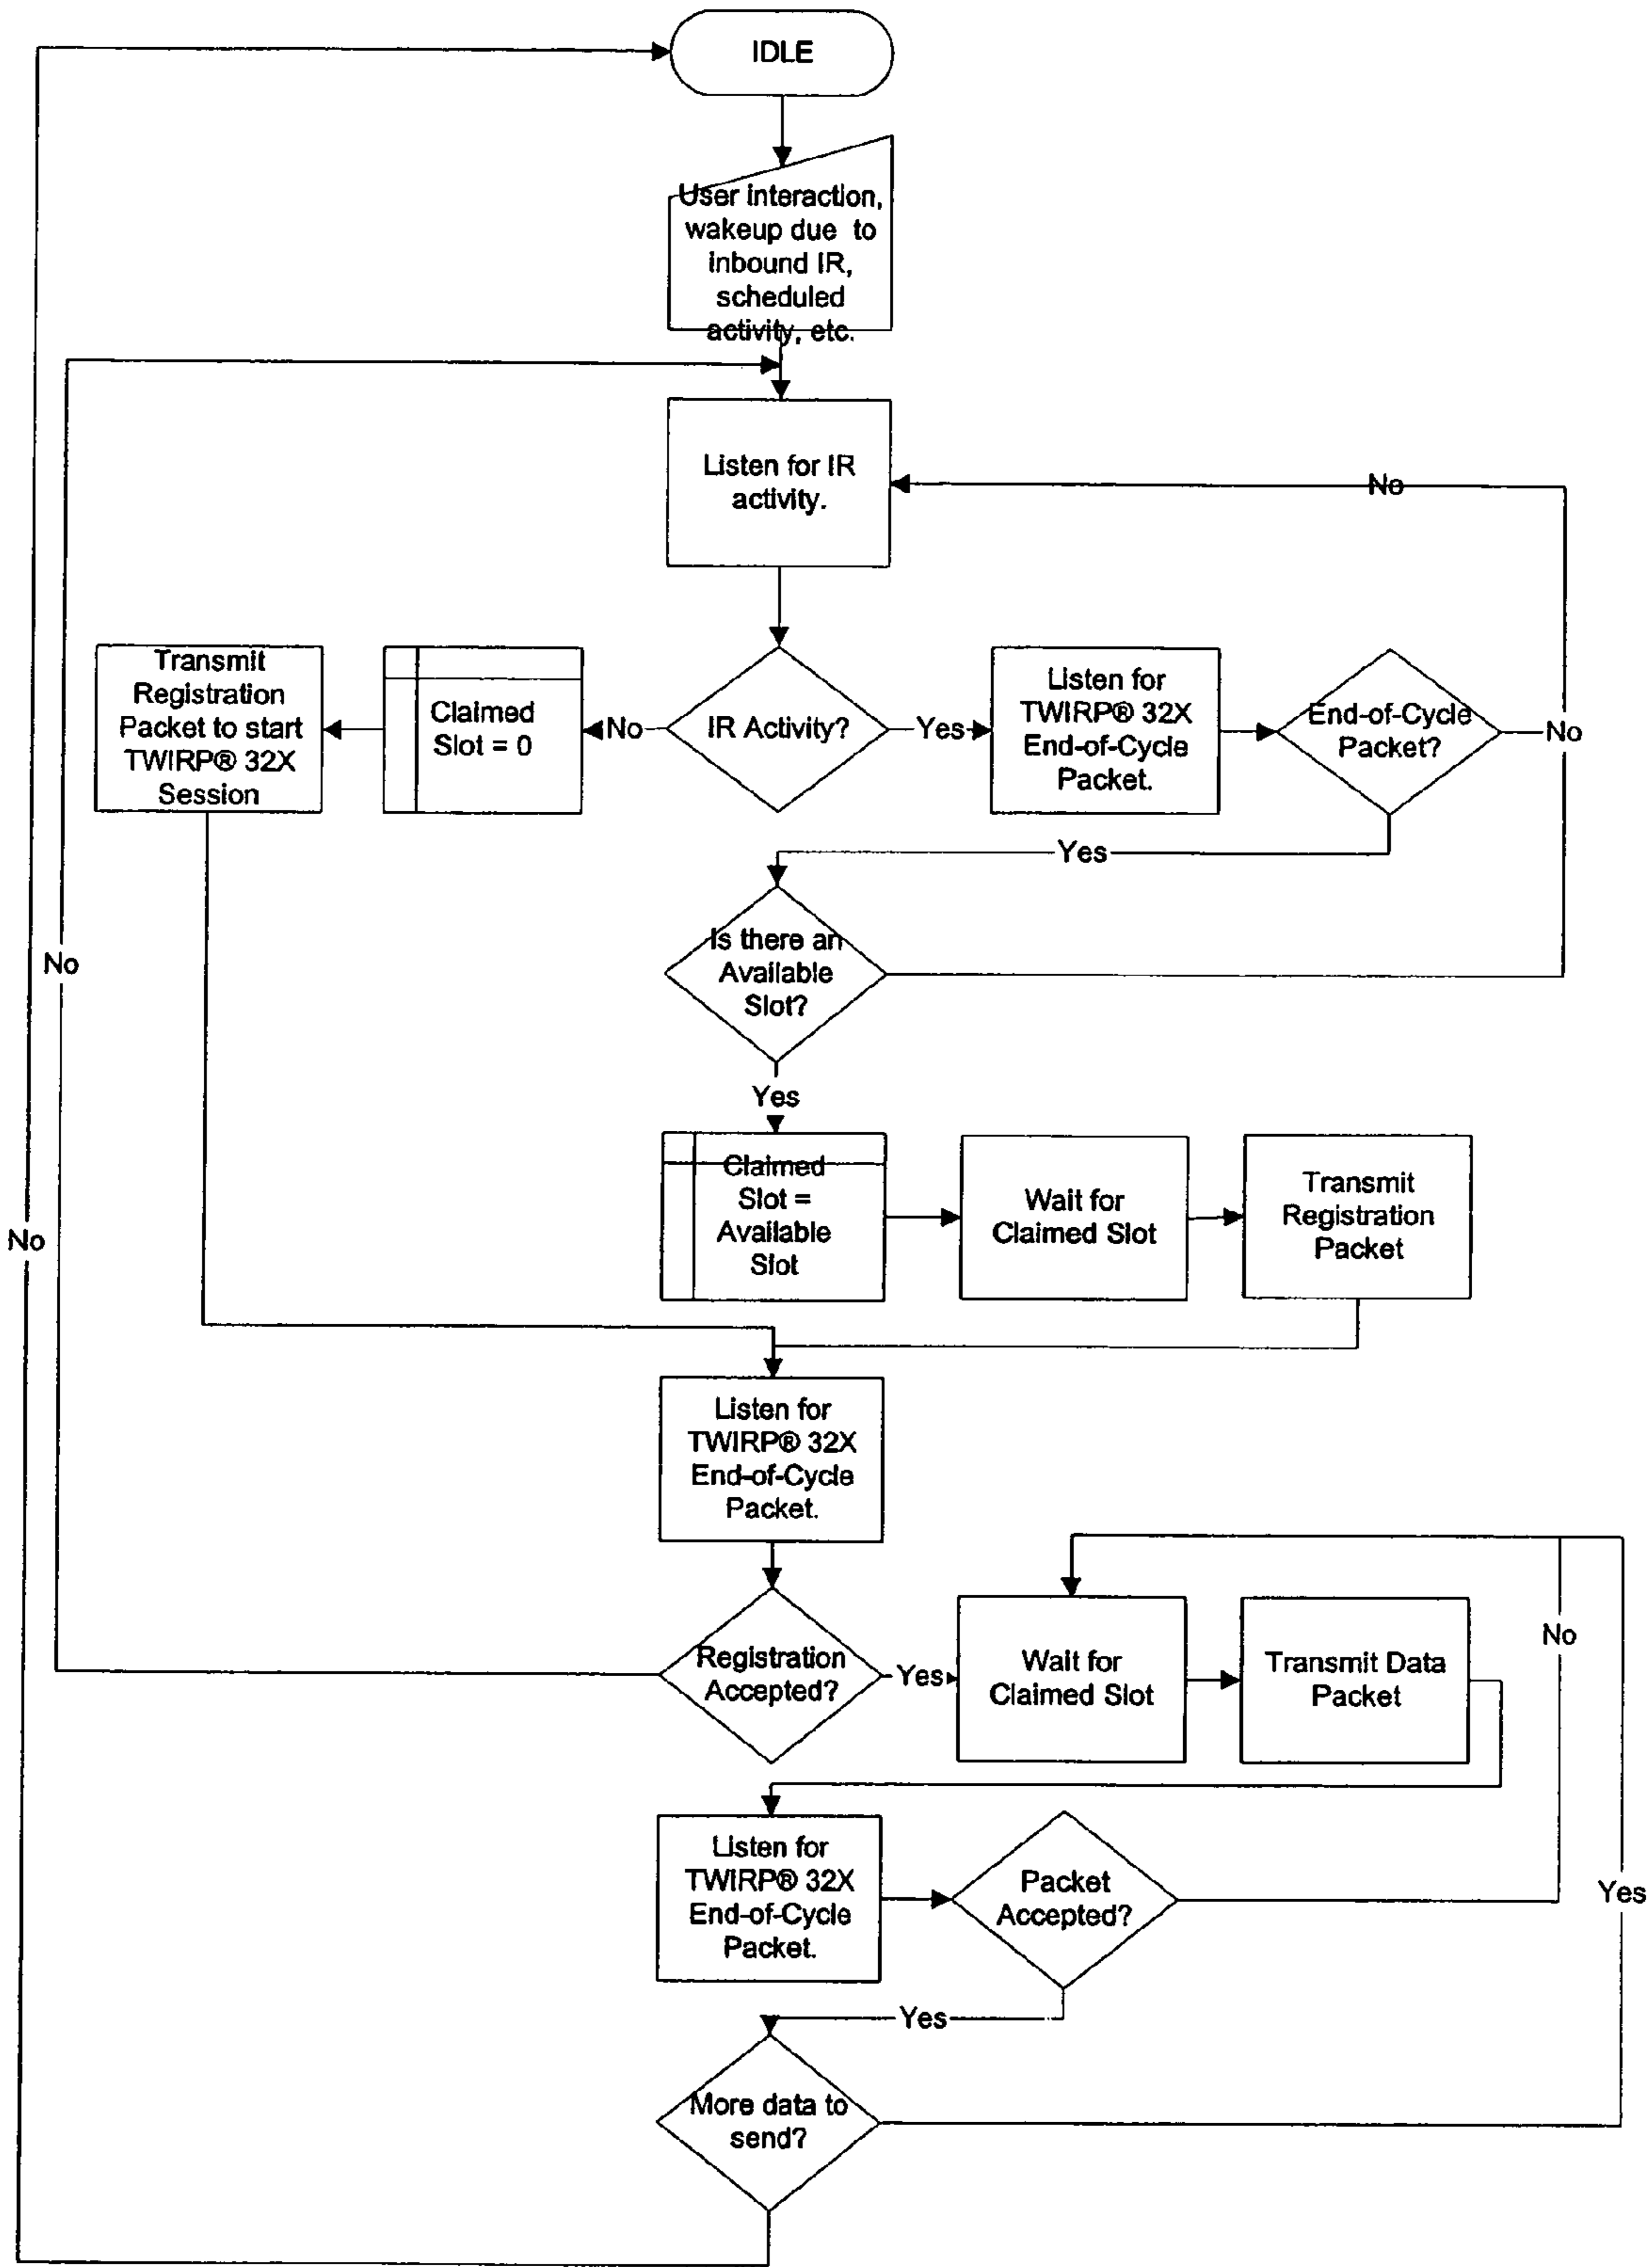 IDLE
User interaction,
wakeup due to
inbound IR,
scheduled
activity, etc.
Listen for IR
activity.
No
Transmit
Registration
Packet to start
TWIRP® 32X
Session
Claimed
Slot = 0
No
IR Activity?
Yes
Listen for
TWIRP® 32X
End-of-Cycle
Packet.
End-of-Cycle
Packet?
No
Yes
Is there an
Available
Slot?
No
Yes
Claimed
Slot =
Available
Slot
Wait for
Claimed Slot
Transmit
Registration
Packet
No
Listen for
TWIRP® 32X
End-of-Cycle
Packet.
Registration
Accepted?
Yes
Wait for
Claimed Slot
Transmit Data
Packet
No
Listen for
TWIRP® 32X
End-of-Cycle
Packet.
Packet
Accepted?
Yes
Yes
More data to
send?